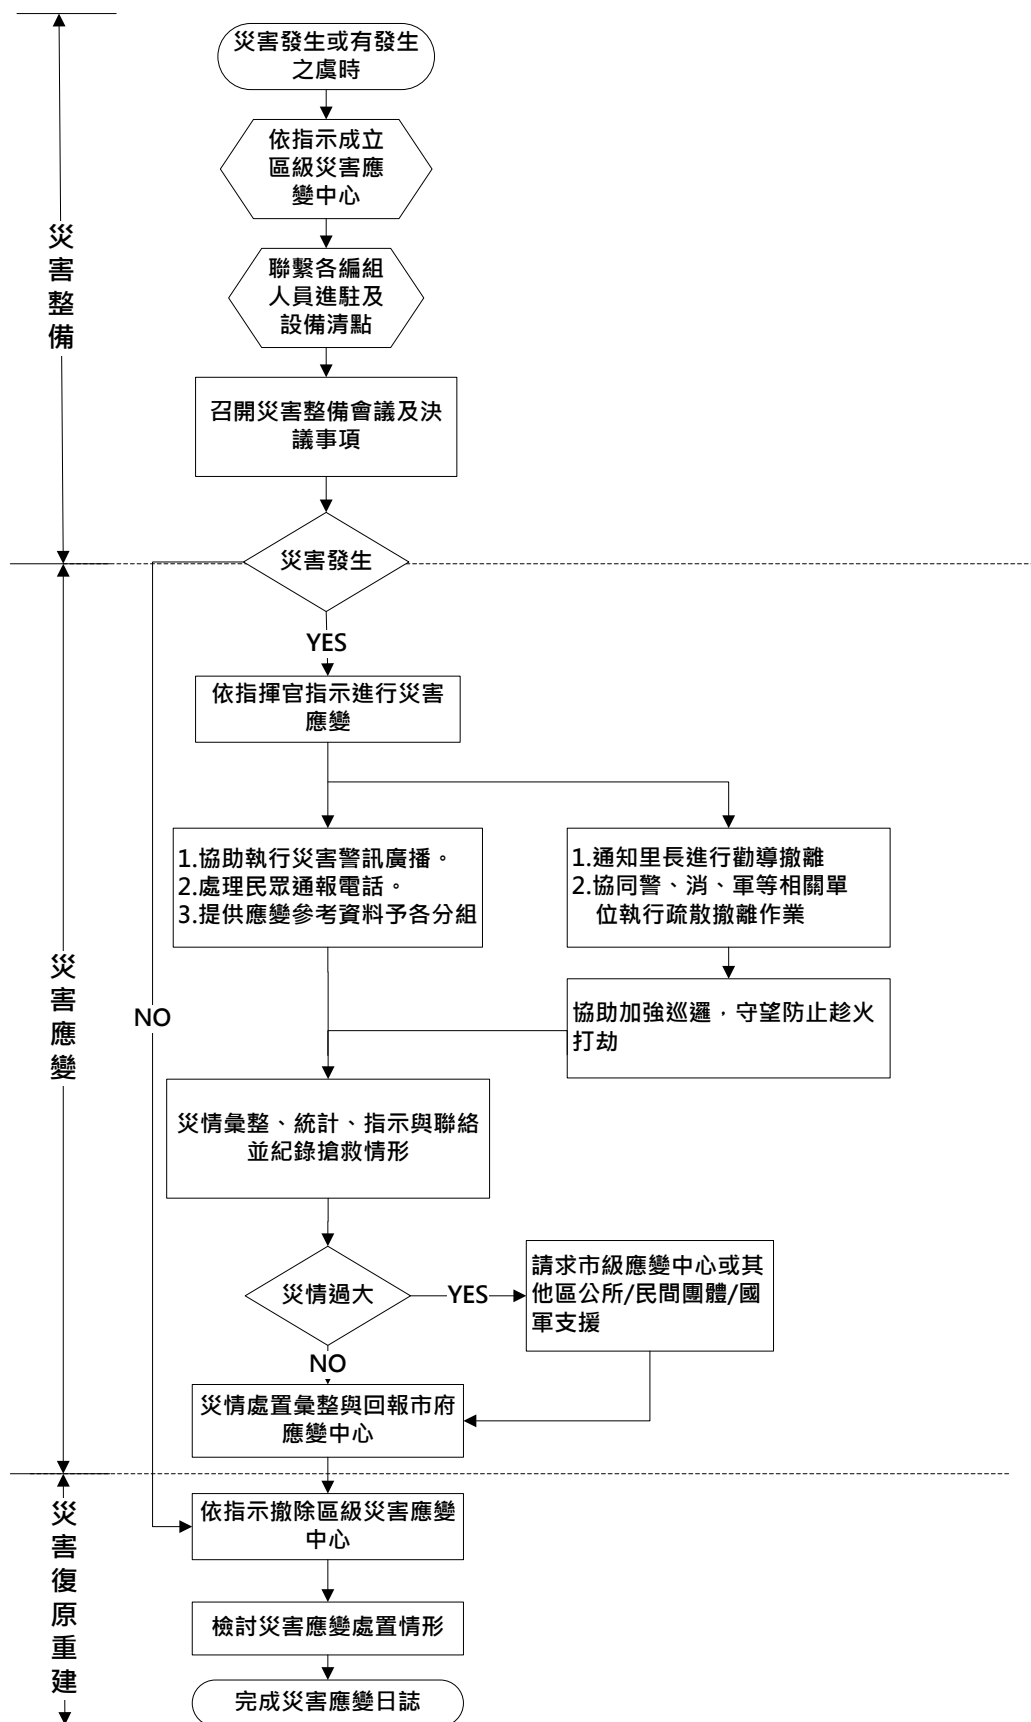 災害發生或有發生
之虞時
依指示成立
區級災害應
變中心
聯繫各編組
人員進駐及
設備清點
災害整備
召開災害整備會議及決
議事項
災害發生
YES
依指揮官指示進行災害
應變
1.協助執行災害警訊廣播。
2.處理民眾通報電話。
3.提供應變參考資料予各分組
1.通知里長進行勸導撤離
2.協同警、消、軍等相關單
位執行疏散撤離作業
災害應變
NO
協助加強巡邏，守望防止趁火
打劫
災情彙整、統計、指示與聯絡
並紀錄搶救情形
災情過大
YES
請求市級應變中心或其
他區公所/民間團體/國
軍支援
NO
災情處置彙整與回報市府
應變中心
災害復原重建
依指示撤除區級災害應變
中心
檢討災害應變處置情形
完成災害應變日誌